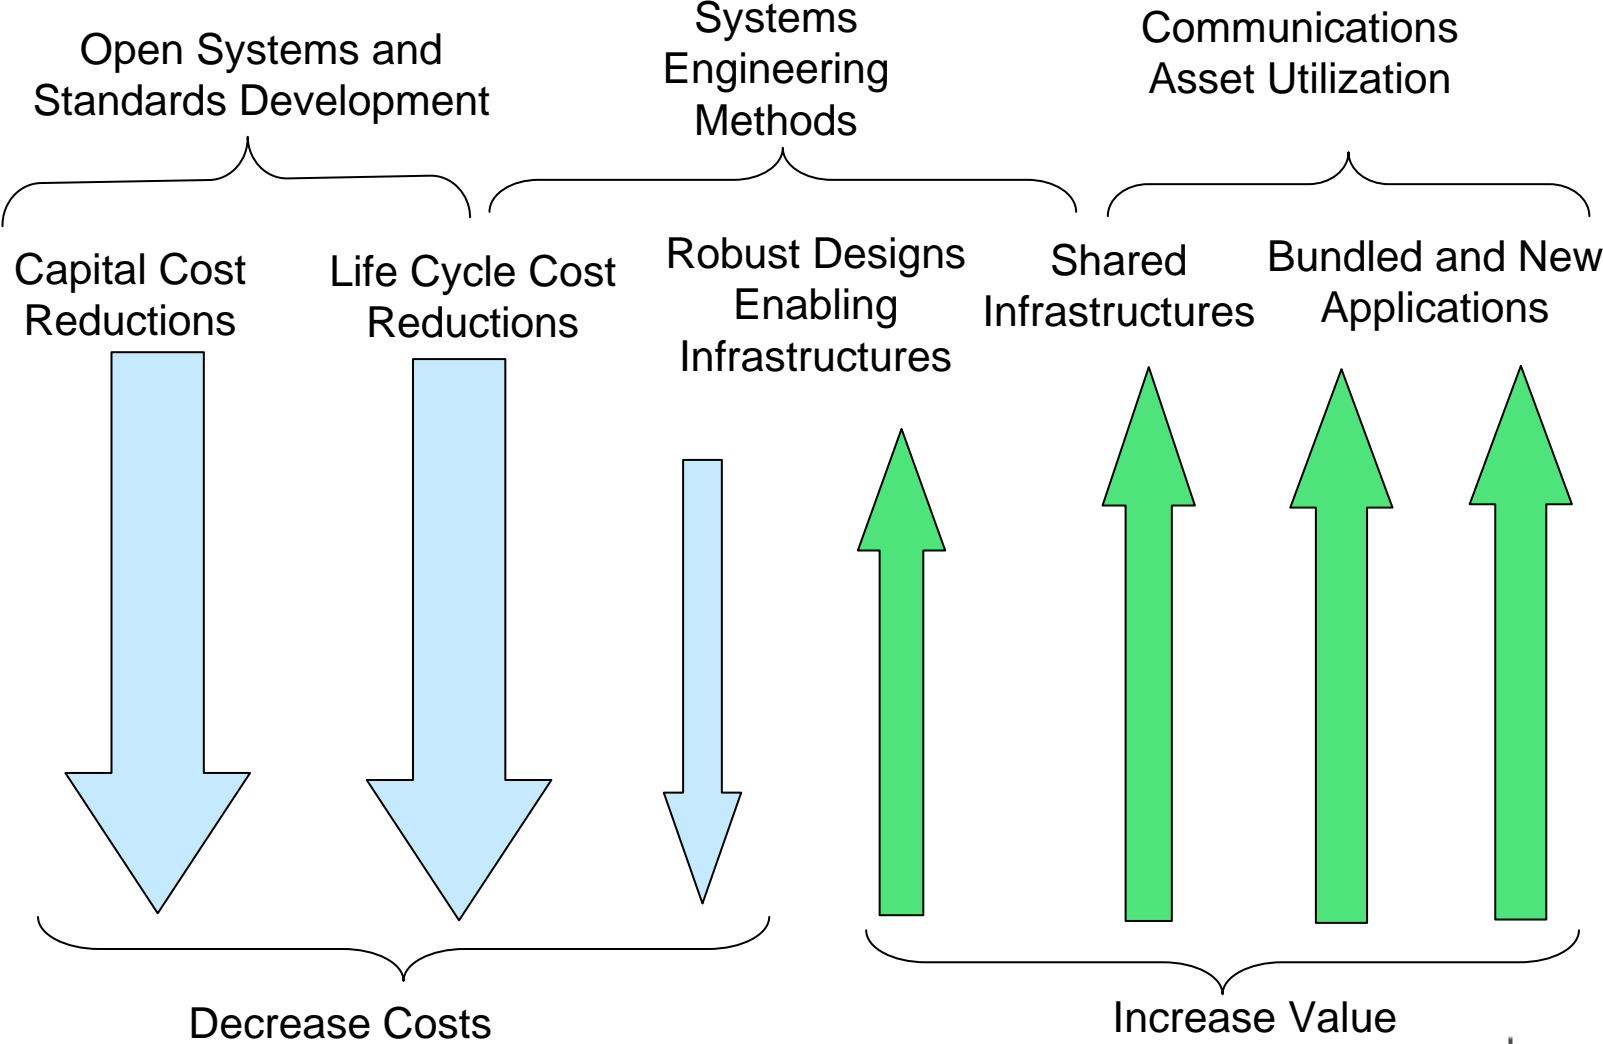 Open Systems and
Standards Development
Systems
Engineering
Methods
Communications
Asset Utilization
Capital Cost
Reductions
Life Cycle Cost
Reductions
Robust Designs
Enabling
Infrastructures
Shared
Infrastructures
Bundled and New
Applications
Decrease Costs
Increase Value